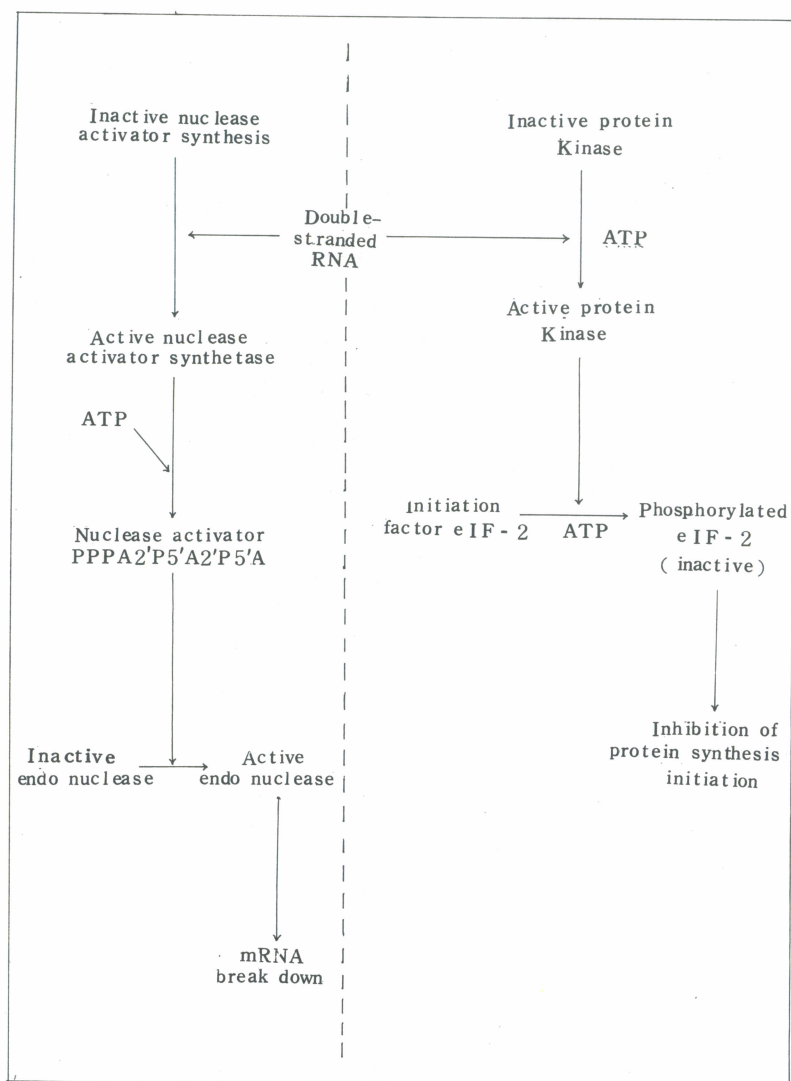 Inactive nuclease
activator synthesis
Double-
stranded
RNA
Active nuclease
activator synthetase
ATP
Nuclease activator
PPPA2′P5′A2′P5′A
Inactive
endo nuclease
Active
endo nuclease
mRNA
break down
Inactive protein
Kinase
ATP
Active protein
Kinase
Initiation
factor eIF-2
ATP
Phosphorylated
eIF-2
(inactive)
Inhibition of
protein synthesis
initiation